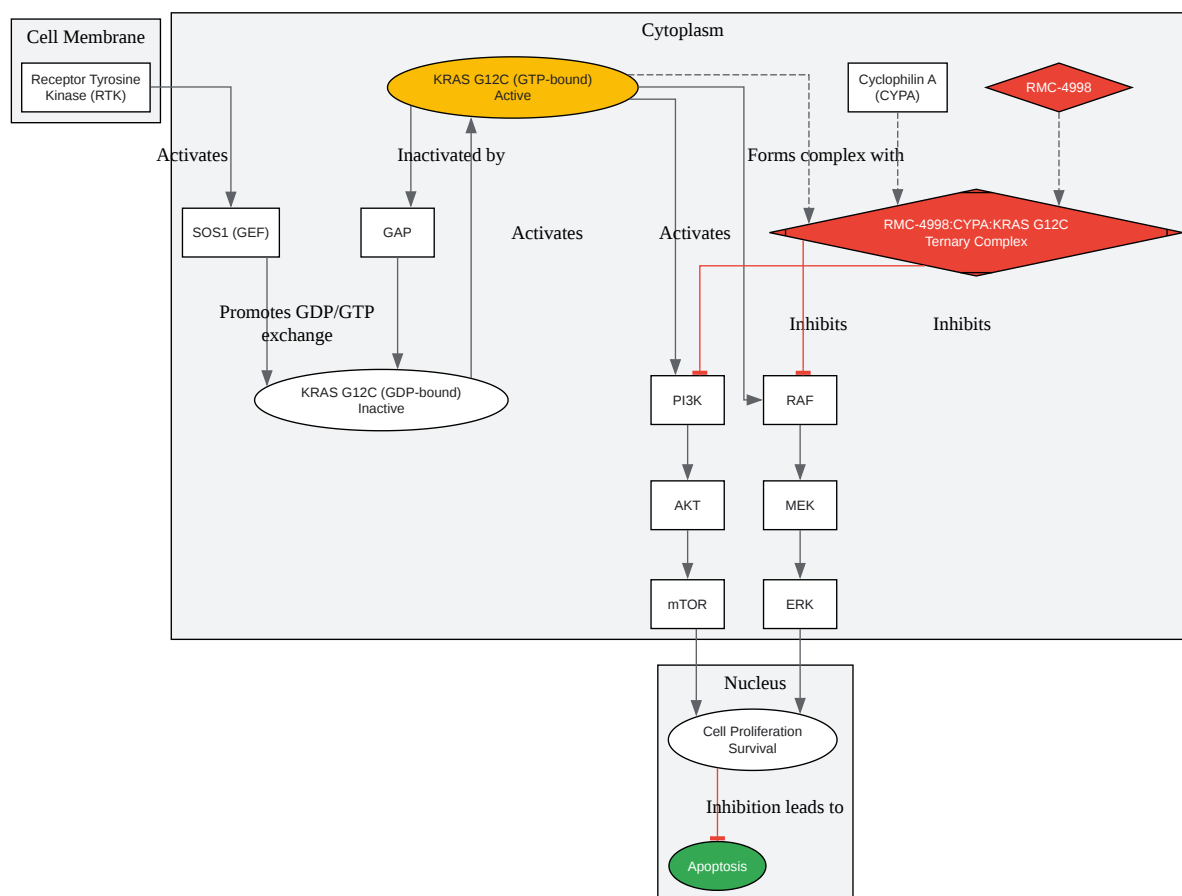 Cell Membrane
Cytoplasm
Receptor Tyrosine
Kinase (RTK)
KRAS G12C (GTP-bound)
Active
Cyclophilin A
(CYPA)
RMC-4998
Activates
Inactivated by
Forms complex with
SOS1 (GEF)
GAP
Activates
Activates
RMC-4998:CYPA:KRAS G12C
Ternary Complex
Promotes GDP/GTP
exchange
Inhibits
Inhibits
KRAS G12C (GDP-bound)
Inactive
PI3K
RAF
AKT
MEK
mTOR
ERK
Nucleus
Cell Proliferation
Survival
Inhibition leads to
Apoptosis